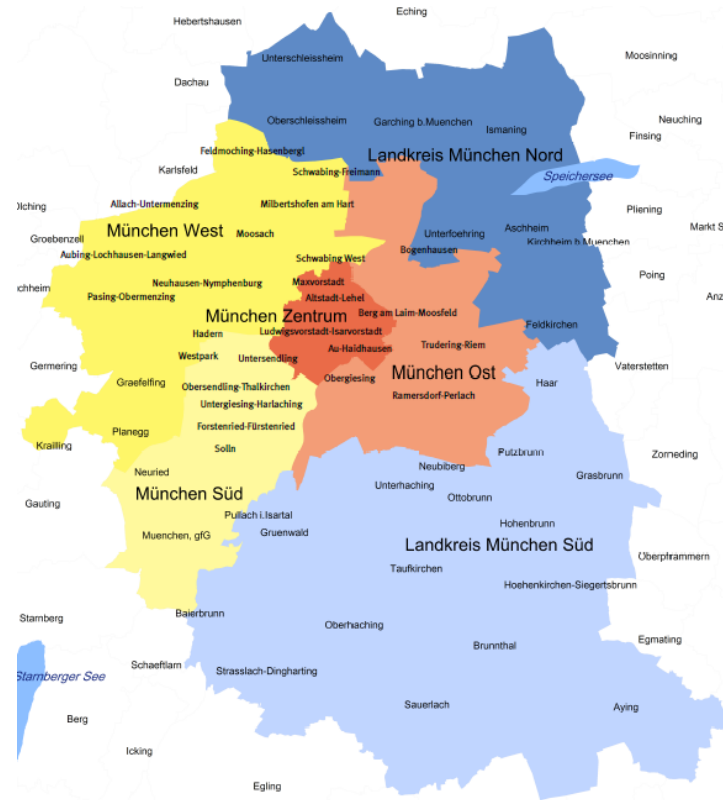 Eching
Hebertshausen
Moosinning
Unterschleissheim
Dachau
Neuching
Oberschleissheim
Garching b.Muenchen
Ismaning
Finsing
Feldmoching-Hasenbergl
Landkreis München Nord
Karlsfeld
Schwabing-Freimann
Speichersee
Allach-Untermenzing
Milbertshofen am Hart
Pliening
München West
Moosach
Unterfoehring
Aschheim
Markt S
Groebenzell
Kirchheim b.Muenchen
Aubing-Lochhausen-Langwied
Bogenhausen
Schwabing West
Poing
Neuhausen-Nymphenburg
Maxvorstadt
chheim
Pasing-Obermenzing
Altstadt-Lehel
Anz
München Zentrum
Berg am Laim-Moosfeld
Feldkirchen
Hadern
Ludwigsvorstadt-Isarvorstadt
Westpark
Untersendling
Au-Haidhausen
Trudering-Riem
Germering
Vaterstetten
München Ost
Graefelfing
Obersendling-Thalkirchen
Obergiesing
Haar
Untergiesing-Harlaching
Ramersdorf-Perlach
Planegg
Forstenried-Fürstenried
Krailling
Solln
Putzbrunn
Zorneding
Neuried
Neubiberg
Grasbrunn
München Süd
Unterhaching
Ottobrunn
Gauting
Pullach i.Isartal
Hohenbrunn
Muenchen, gfG
Gruenwald
Landkreis München Süd
Oberpframmern
Taufkirchen
Hoehenkirchen-Siegertsbrunn
Starnberg
Baierbrunn
Oberhaching
Egmating
Brunnthal
Schaeftlarn
Strasslach-Dingharting
Starnberger See
Sauerlach
Aying
Berg
Icking
Egling